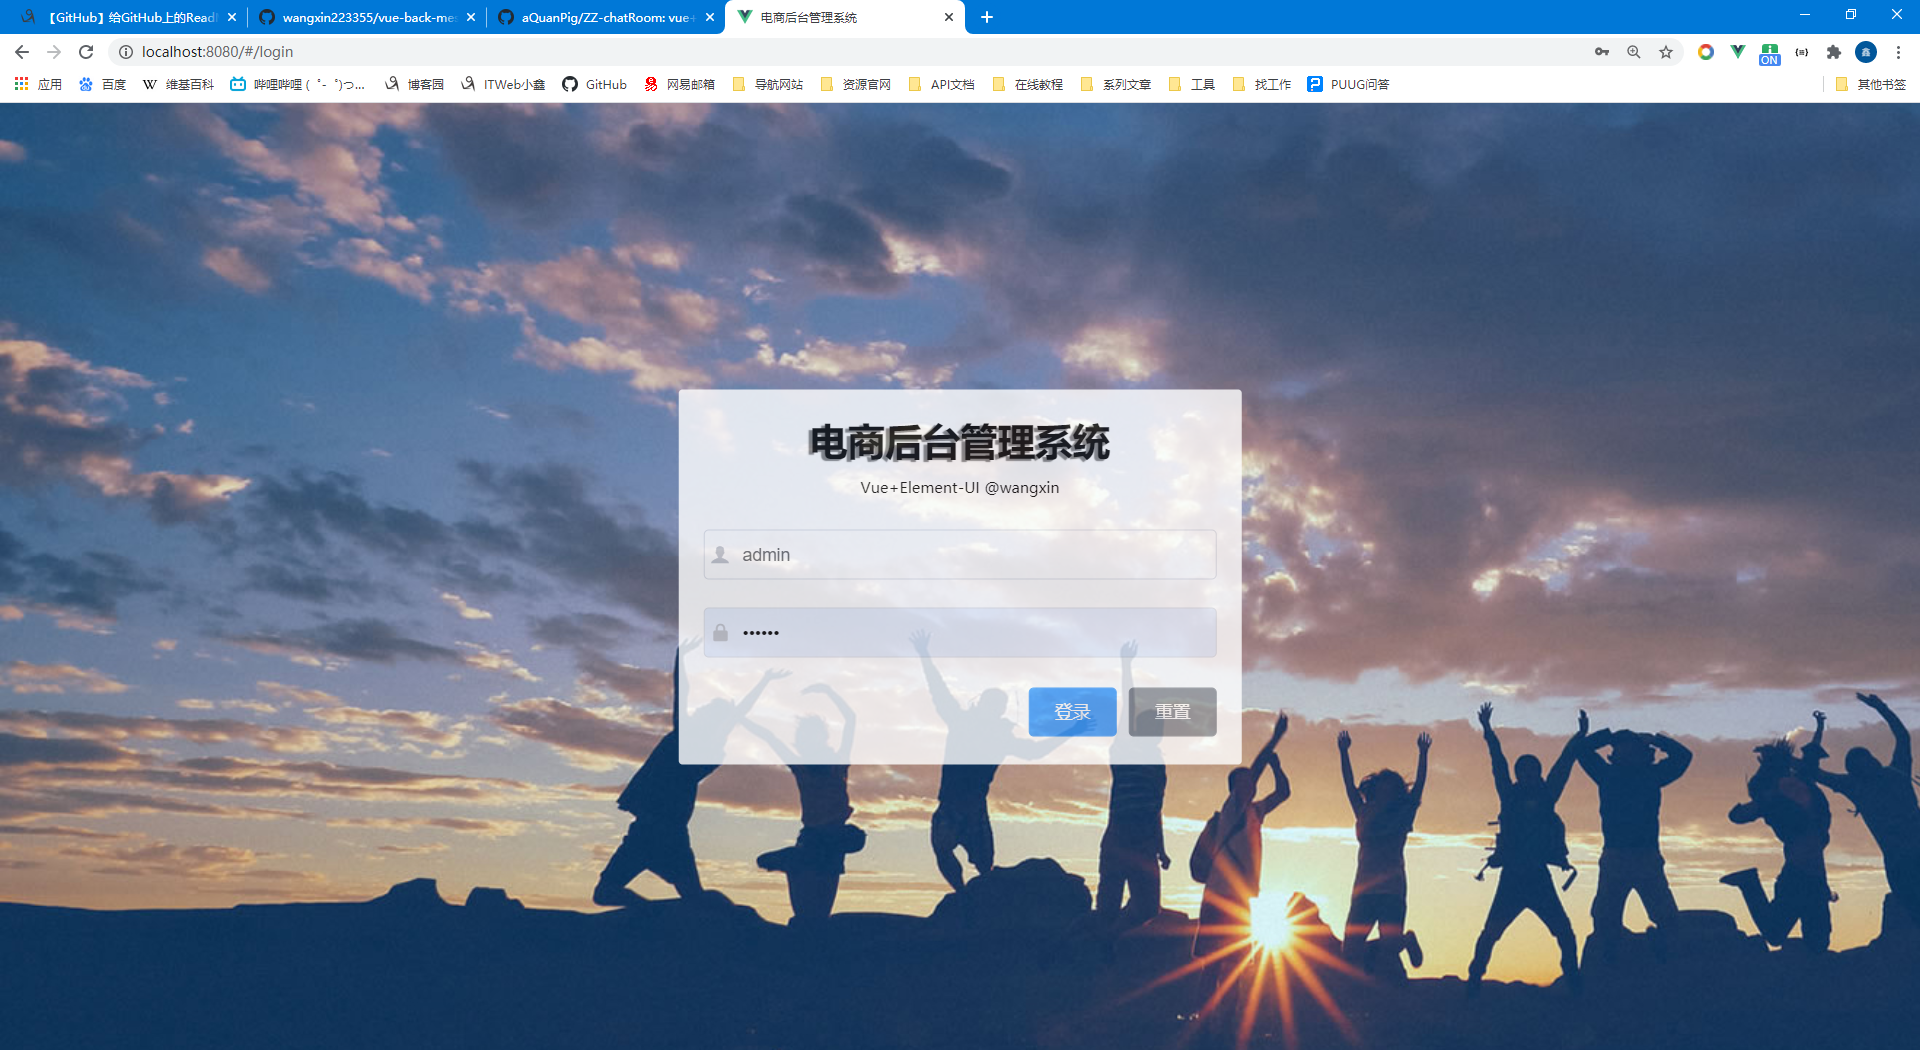 【GitHub】给GitHub上的Read
wangxin223355/vue-back-me
aQuanPig/ZZ-chatRoom: vue+
电商后台管理系统
localhost:8080/#/login
ON
鑫
应用
百度
W 维基百科
哔哩哔哩 ( ゜- ゜)つ...
博客园
ITWeb小鑫
GitHub
网易邮箱
导航网站
资源官网
API文档
在线教程
系列文章
工具
找工作
PUUG问答
其他书签
电商后台管理系统
Vue+Element-UI @wangxin
admin
••••••
登录
重置